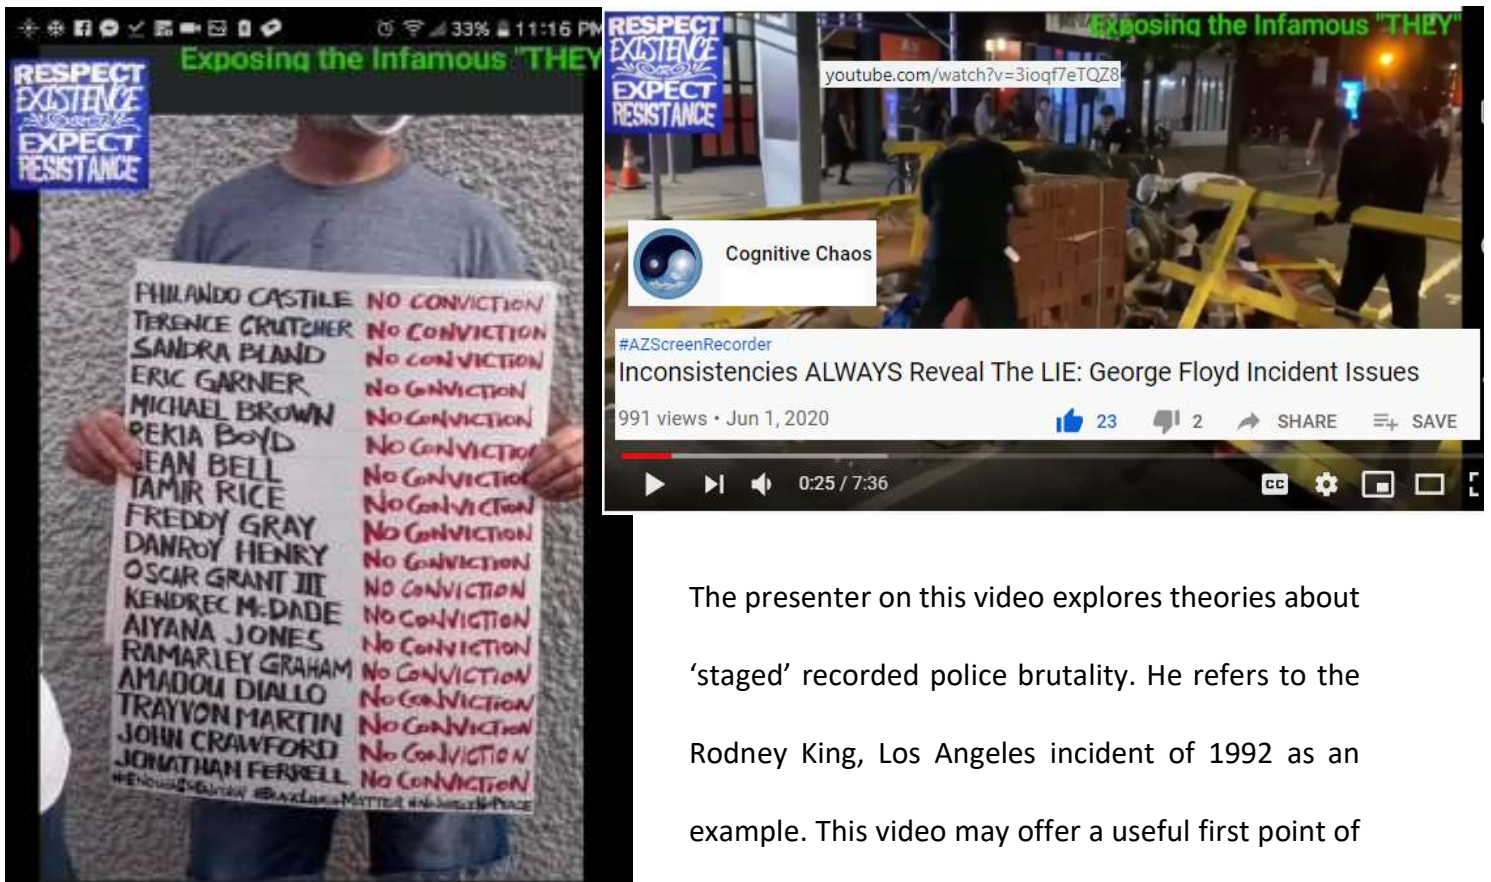 33% 11:16 PM
Exposing the Infamous "THEY
RESPECT
EXISTENCE
EXPECT
RESISTANCE
PHILANDO CASTILE NO CONVICTION
TERENCE CRUTCHER NO CONVICTION
SANDRA BLAND NO CONVICTION
ERIC GARNER NO CONVICTION
MICHAEL BROWN NO CONVICTION
REKIA BOYD NO CONVICTION
SEAN BELL NO CONVICTION
TAMIR RICE NO CONVICTION
FREDDY GRAY NO CONVICTION
DANROY HENRY NO CONVICTION
OSCAR GRANT III NO CONVICTION
KENDREC McDADE NO CONVICTION
AIYANA JONES NO CONVICTION
RAMARLEY GRAHAM NO CONVICTION
AMADOU DIALLO NO CONVICTION
TRAYVON MARTIN NO CONVICTION
JOHN CRAWFORD NO CONVICTION
JONATHAN FERRELL NO CONVICTION
RESPECT
EXISTENCE
EXPECT
RESISTANCE
Exposing the Infamous "THEY"
youtube.com/watch?v=3ioqf7eTQZ8
Cognitive Chaos
#AZScreenRecorder
Inconsistencies ALWAYS Reveal The LIE: George Floyd Incident Issues
991 views • Jun 1, 2020 23 2 SHARE SAVE
0:25 / 7:36 CC
The presenter on this video explores theories about
‘staged’ recorded police brutality. He refers to the
Rodney King, Los Angeles incident of 1992 as an
example. This video may offer a useful first point of